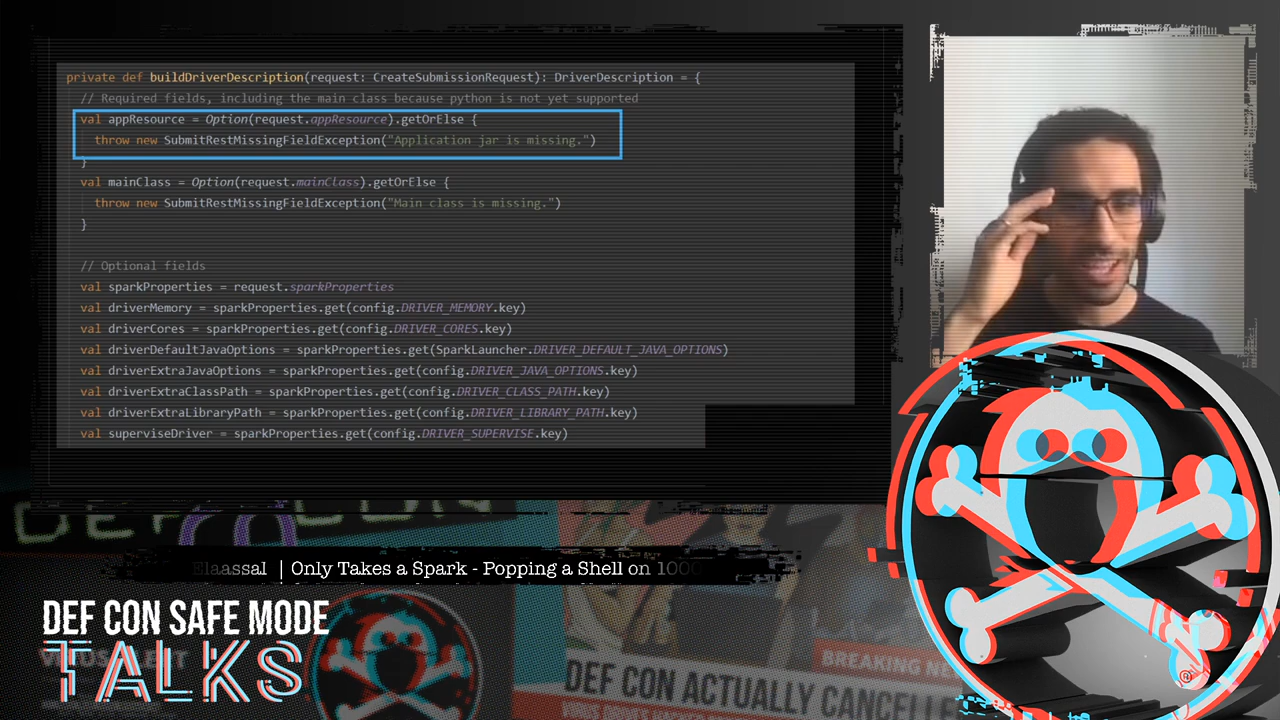 private def buildDriverDescription(request: CreateSubmissionRequest): DriverDescription = {
// Required fields, including the main class because python is not yet supported
val appResource = Option(request.appResource).getOrElse {
throw new SubmitRestMissingFieldException("Application jar is missing.")
}
val mainClass = Option(request.mainClass).getOrElse {
throw new SubmitRestMissingFieldException("Main class is missing.")
}
// Optional fields
val sparkProperties = request.sparkProperties
val driverMemory = sparkProperties.get(config.DRIVER_MEMORY.key)
val driverCores = sparkProperties.get(config.DRIVER_CORES.key)
val driverDefaultJavaOptions = sparkProperties.get(SparkLauncher.DRIVER_DEFAULT_JAVA_OPTIONS)
val driverExtraJavaOptions = sparkProperties.get(config.DRIVER_JAVA_OPTIONS.key)
val driverExtraClassPath = sparkProperties.get(config.DRIVER_CLASS_PATH.key)
val driverExtraLibraryPath = sparkProperties.get(config.DRIVER_LIBRARY_PATH.key)
val superviseDriver = sparkProperties.get(config.DRIVER_SUPERVISE.key)
DEF CON
Elaassal | Only Takes a Spark - Popping a Shell on 1000
DEF CON SAFE MODE
TALKS
BREAKING NE
DEF CON ACTUALLY CANCELLE
®